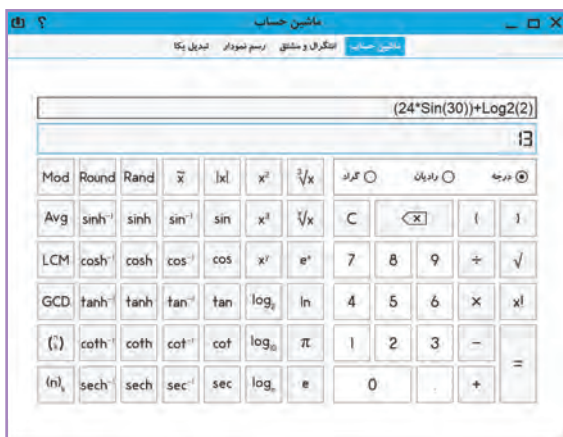 ماشین حساب
ماشین حساب انتگرال و مشتق رسم نمودار تبدیل یکا
(24*Sin(30))+Log2(2)
13
Mod Round Rand x̄ |x| x² ∛x درجه رادیان گراد
Avg sinh⁻¹ sinh sin⁻¹ sin x³ ʸ√x C ( )
LCM cosh⁻¹ cosh cos⁻¹ cos xʸ eˣ 7 8 9 ÷ √
GCD tanh⁻¹ tanh tan⁻¹ tan log₂ ln 4 5 6 × x!
coth⁻¹ coth cot⁻¹ cot log₁₀ π 1 2 3 −
sech⁻¹ sech sec⁻¹ sec log e 0 . + =